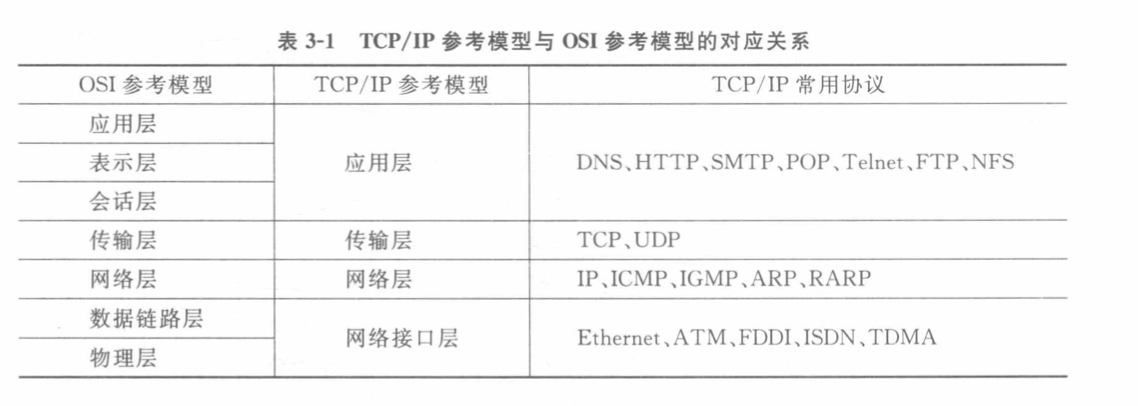 表 3-1 TCP/IP 参考模型与 OSI 参考模型的对应关系
OSI 参考模型 TCP/IP 参考模型 TCP/IP 常用协议
应用层
表示层 应用层 DNS、HTTP、SMTP、POP、Telnet、FTP、NFS
会话层
传输层 传输层 TCP、UDP
网络层 网络层 IP、ICMP、IGMP、ARP、RARP
数据链路层
网络接口层 Ethernet、ATM、FDDI、ISDN、TDMA
物理层